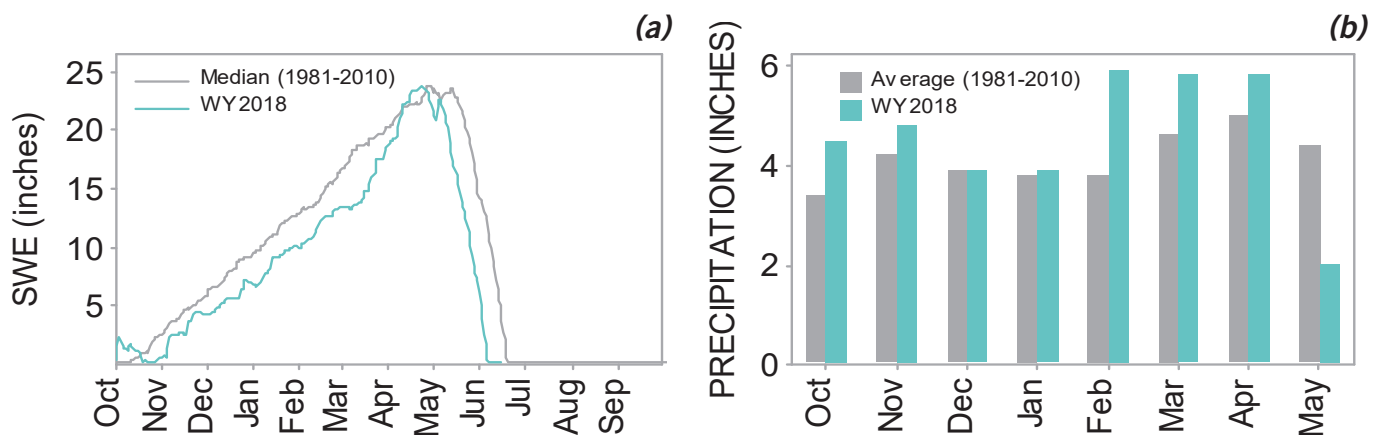 (a)
SWE (inches)
25
20
15
10
5
Median (1981-2010)
WY2018
Oct
Nov
Dec
Jan
Feb
Mar
Apr
May
Jun
Jul
Aug
Sep
(b)
PRECIPITATION (INCHES)
6
4
2
0
Average (1981-2010)
WY2018
Oct
Nov
Dec
Jan
Feb
Mar
Apr
May